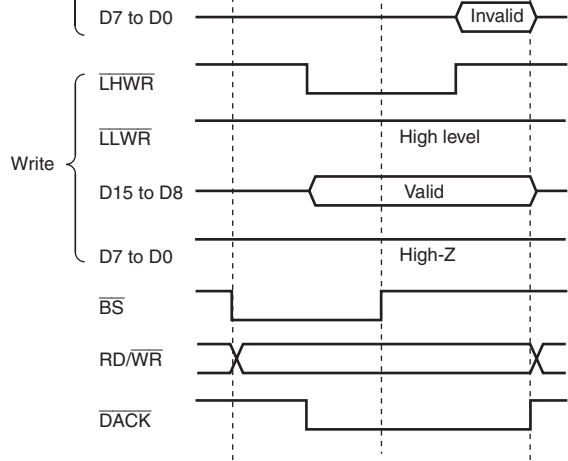 D7 to D0 Invalid
LHWR
LLWR High level
Write
D15 to D8 Valid
D7 to D0 High-Z
BS
RD/WR
DACK